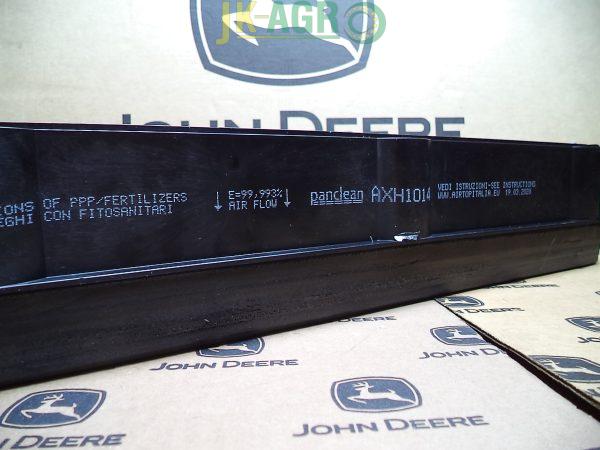 JK-AGRO
JOHN DEERE
IONS OF PPP/FERTILIZERS
EGHI CON FITOSANITARI
E=99,993%
AIR FLOW
panclean
AXH1014
VEDI ISTRUZIONI-SEE INSTRUCTIONS
WWW.AIRTOPITALIA.EU 19.03.2020
JOHN DEERE
JOHN DEERE
JOHN DEERE
JOHN DEERE